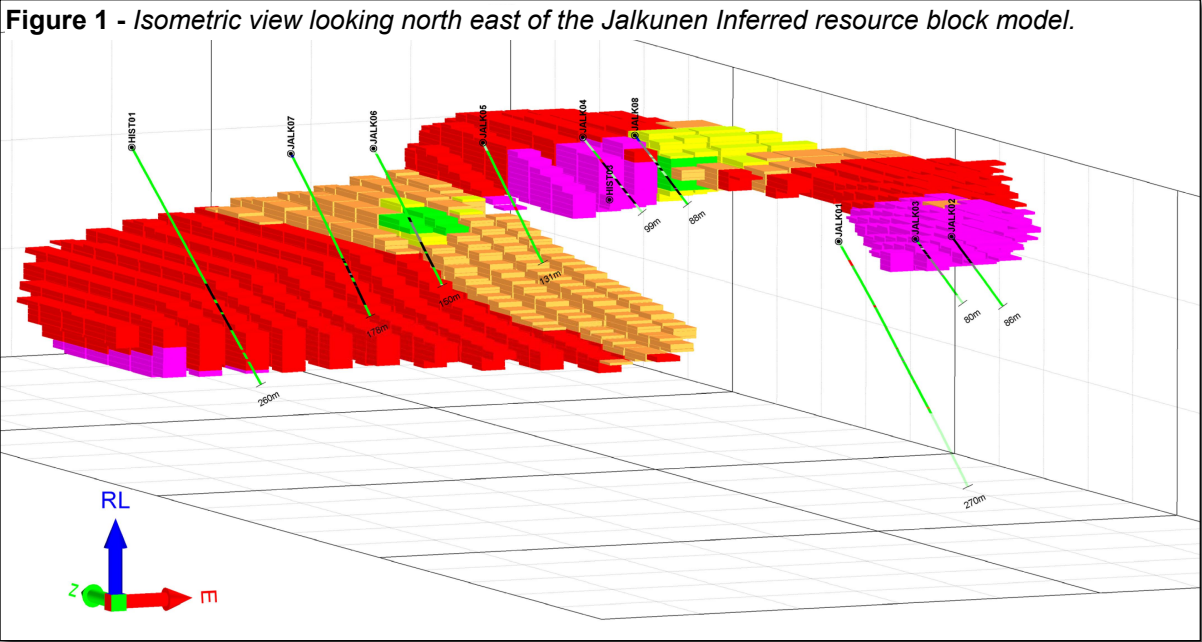 Figure 1 - Isometric view looking north east of the Jalkunen Inferred resource block model.
HIST01
JALK07
JALK06
JALK05
JALK04
JALK08
HIST03
JALK01
JALK03
JALK02
99m
88m
131m
150m
176m
260m
80m
86m
270m
RL
N
E